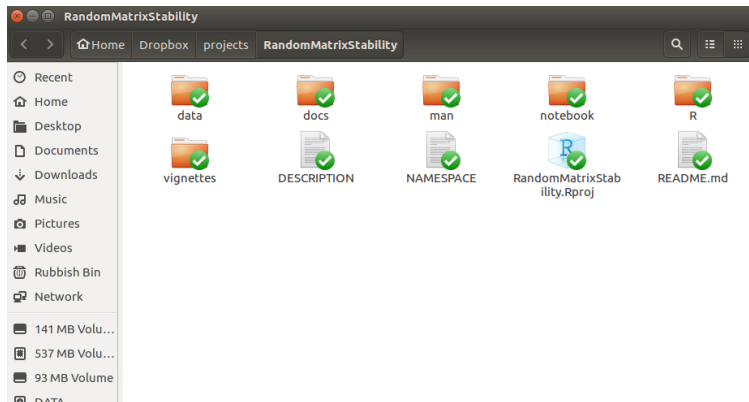 RandomMatrixStability
Home Dropbox projects RandomMatrixStability
Recent
Home
Desktop
Documents
Downloads
Music
Pictures
Videos
Rubbish Bin
Network
141 MB Volu...
537 MB Volu...
93 MB Volume
DATA
data docs man notebook R
vignettes DESCRIPTION NAMESPACE RandomMatrixStab README.md
ility.Rproj